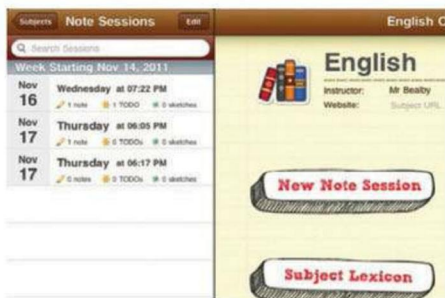 Subjects
Note Sessions
Edit
Search Sessions
Week Starting Nov 14, 2011
Nov 16
Wednesday at 07:22 PM
1 note 1 TODO 0 sketches
Nov 17
Thursday at 06:05 PM
1 note 0 TODOs 0 sketches
Nov 17
Thursday at 06:17 PM
0 notes 0 TODOs 0 sketches
English
English
Instructor: Mr Bealby
Website: Subject URL
New Note Session
Subject Lexicon